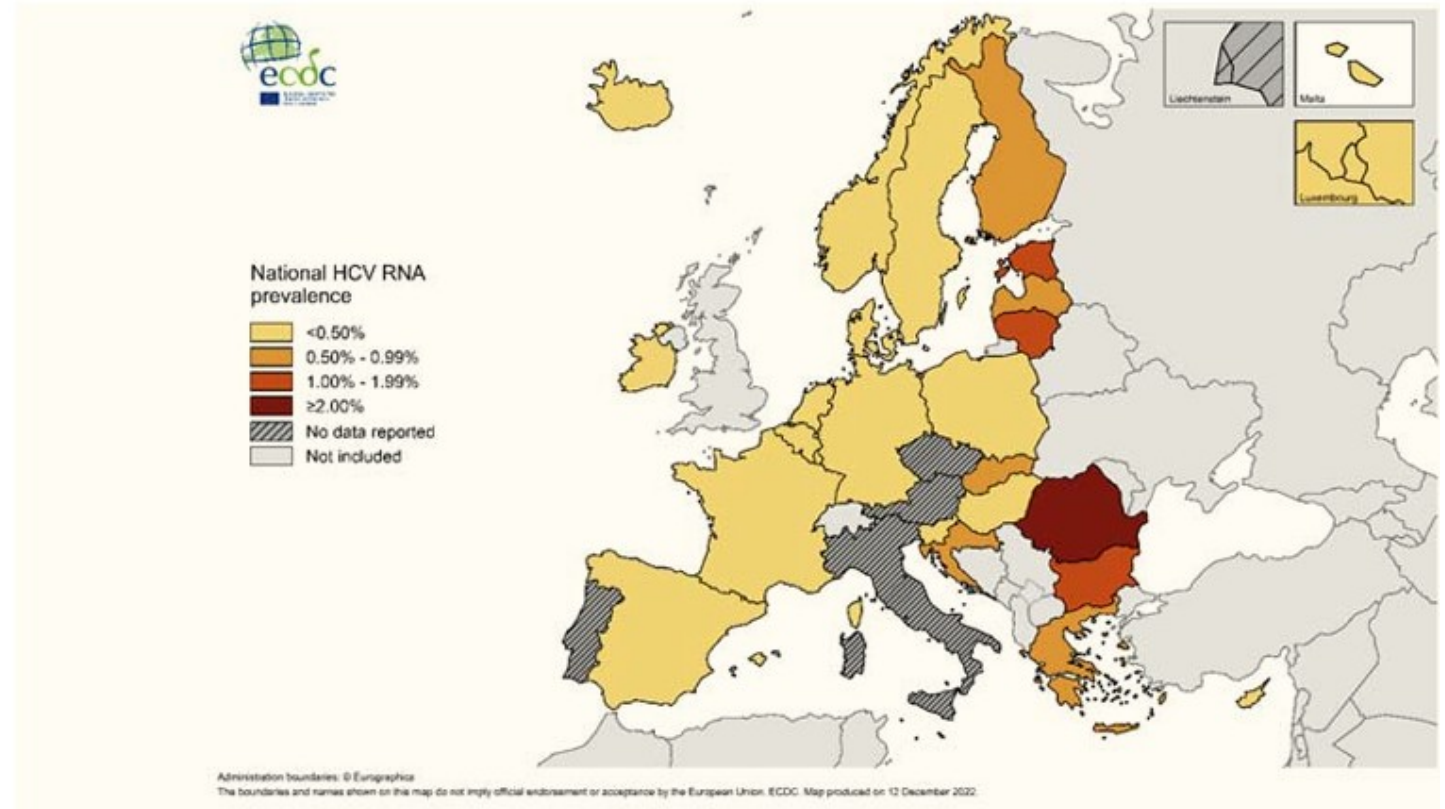 ecdc
National HCV RNA
prevalence
<0.50%
0.50% - 0.99%
1.00% - 1.99%
≥2.00%
No data reported
Not included
Liechtenstein
Malta
Luxembourg
Administration boundaries: © Eurographics
The boundaries and names shown on this map do not imply official endorsement or acceptance by the European Union. ECDC. Map produced on 12 December 2022.